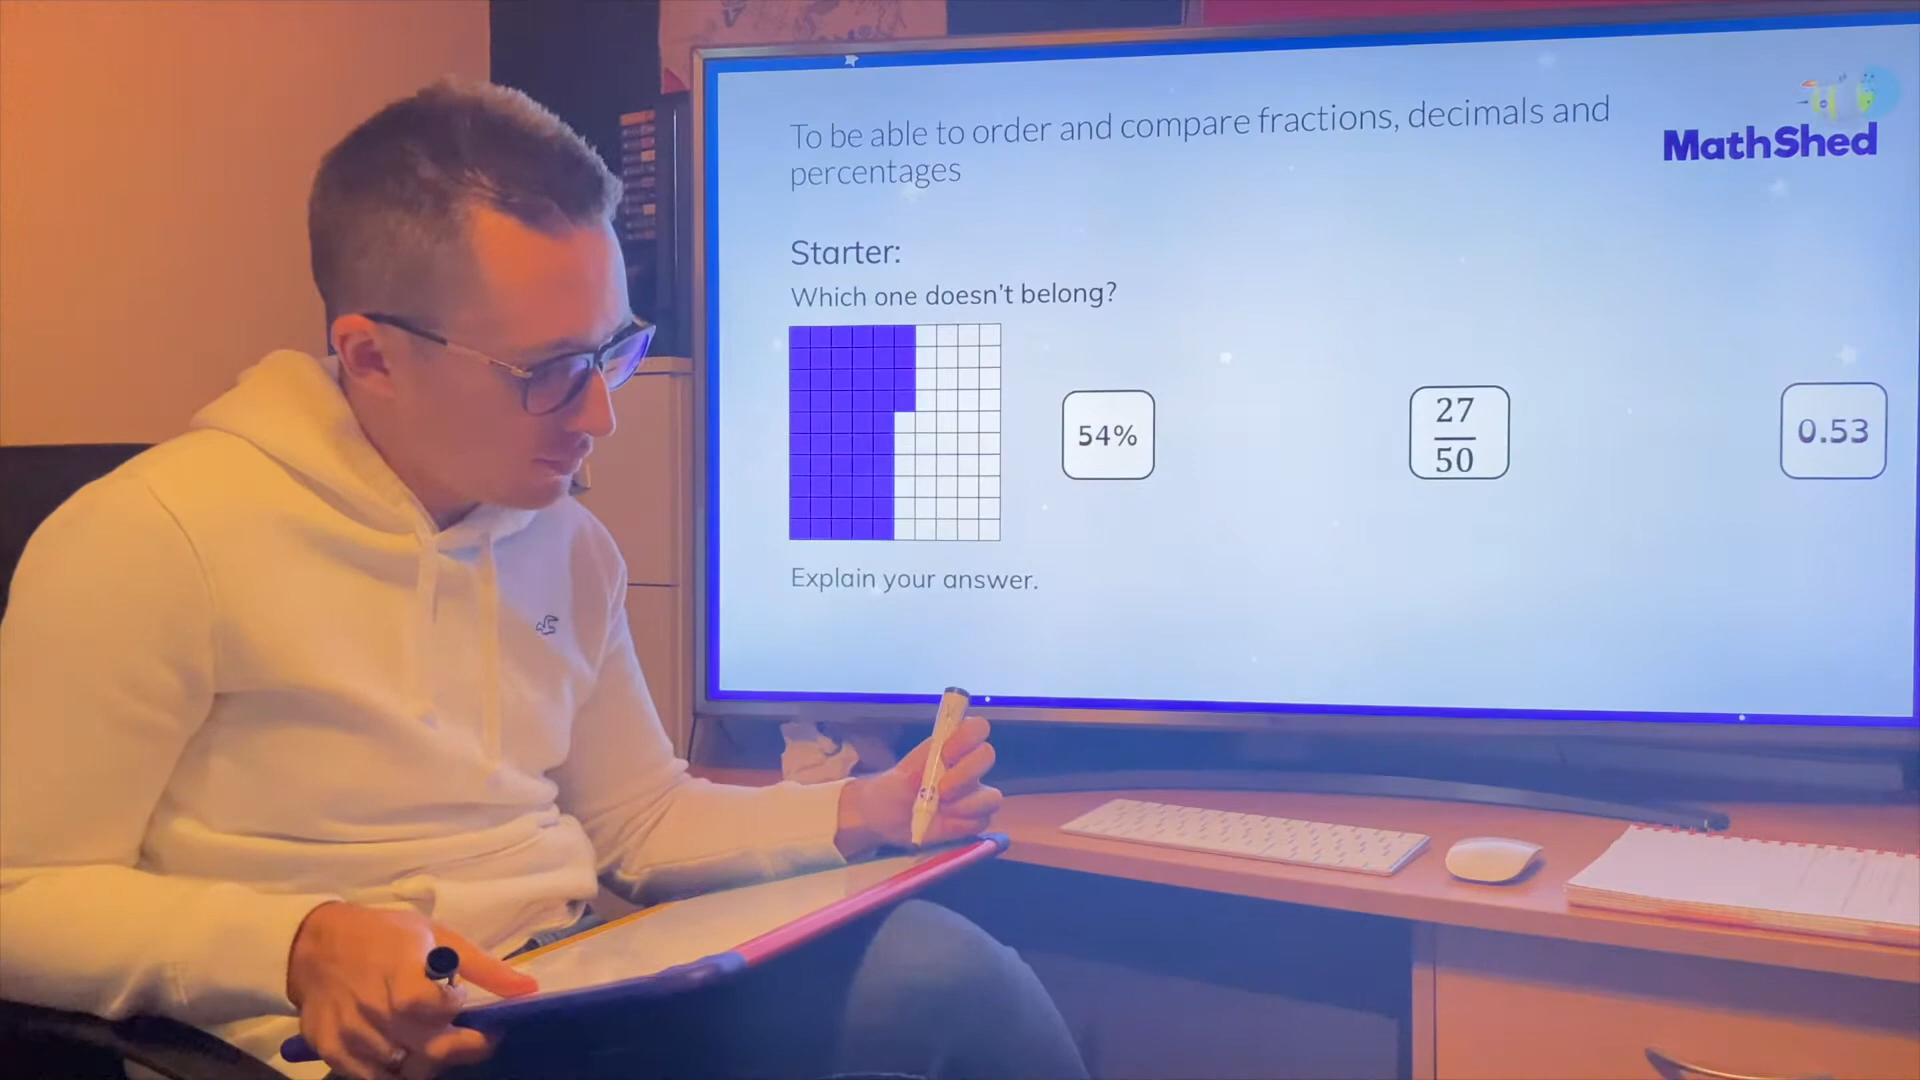 To be able to order and compare fractions, decimals and
percentages
MathShed
Starter:
Which one doesn't belong?
54%
27
50
0.53
Explain your answer.